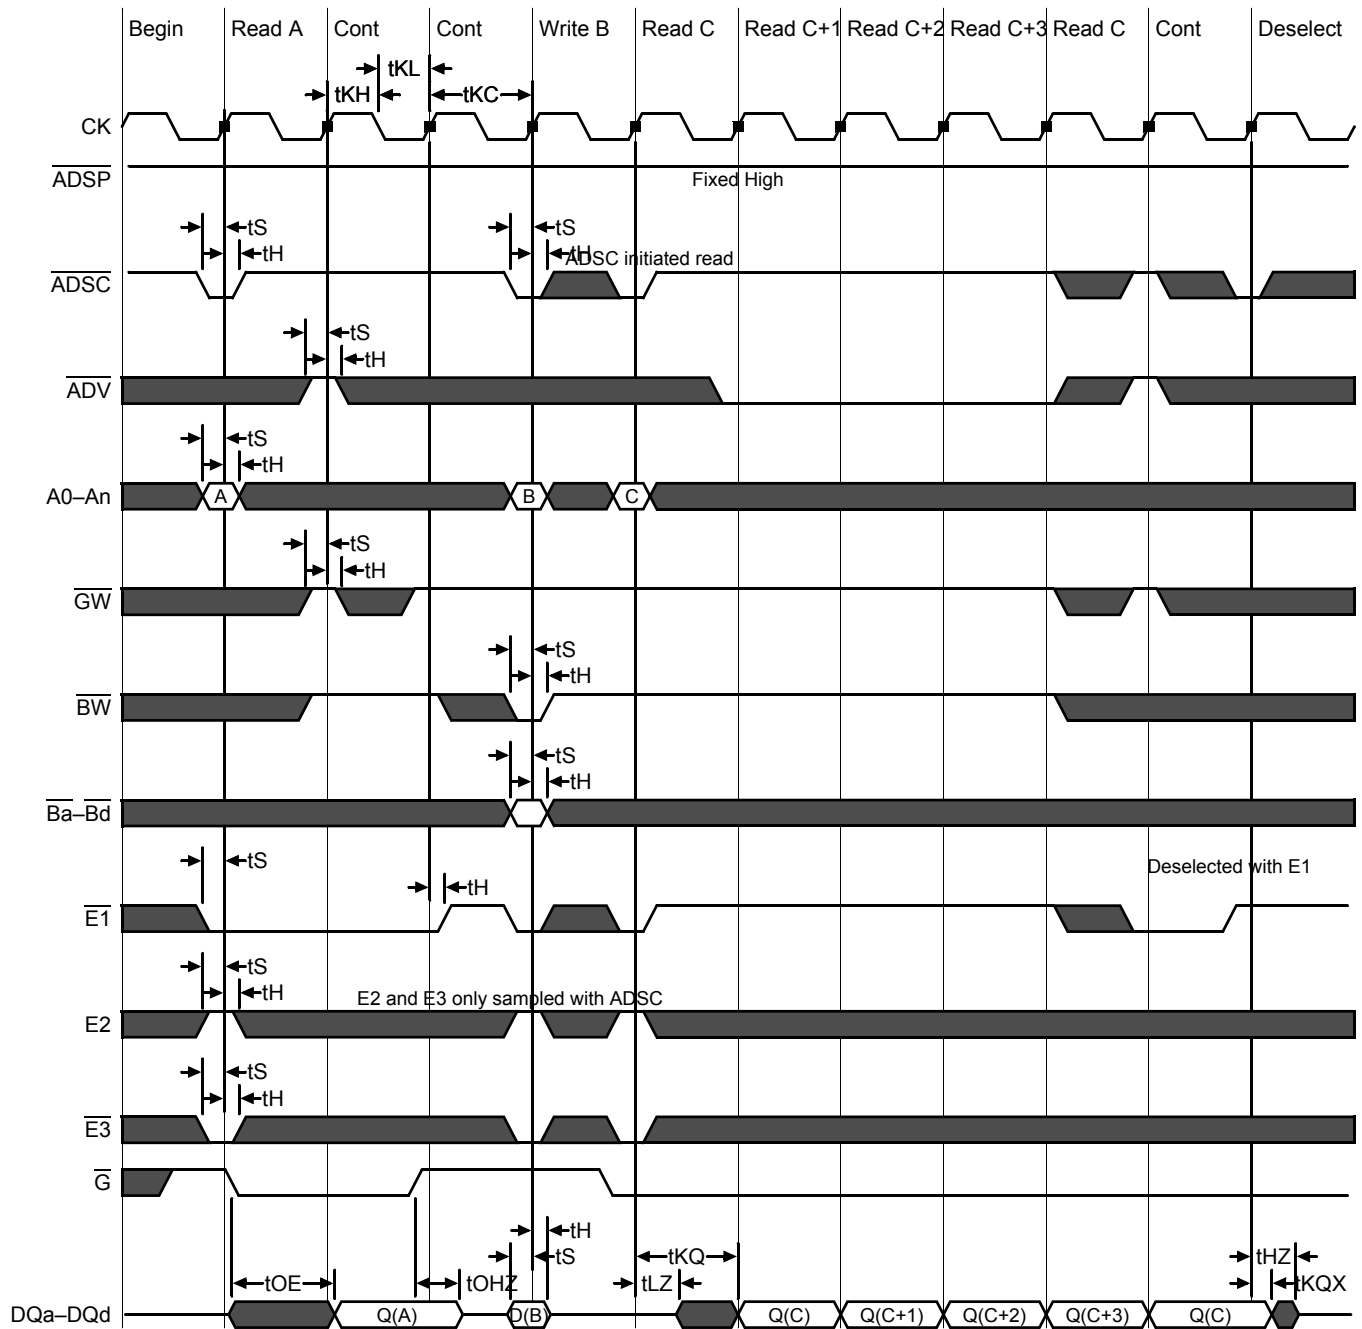 Begin Read A Cont Cont Write B Read C Read C+1 Read C+2 Read C+3 Read C Cont Deselect
tKL
tKH tKC
CK
ADSP
Fixed High
tS tS
tH tH
ADSC initiated read
ADSC
tS
tH
ADV
tS
tH
A0–An A B C
tS
tH
GW
tS
tH
BW
tS
tH
Ba–Bd
tS
Deselected with E1
tH
E1
tS
tH
E2 and E3 only sampled with ADSC
E2
tS
tH
E3
G
tH
tS tKQ tHZ
tOE tOHZ tLZ tKQX
DQa–DQd Q(A) D(B) Q(C) Q(C+1) Q(C+2) Q(C+3) Q(C)